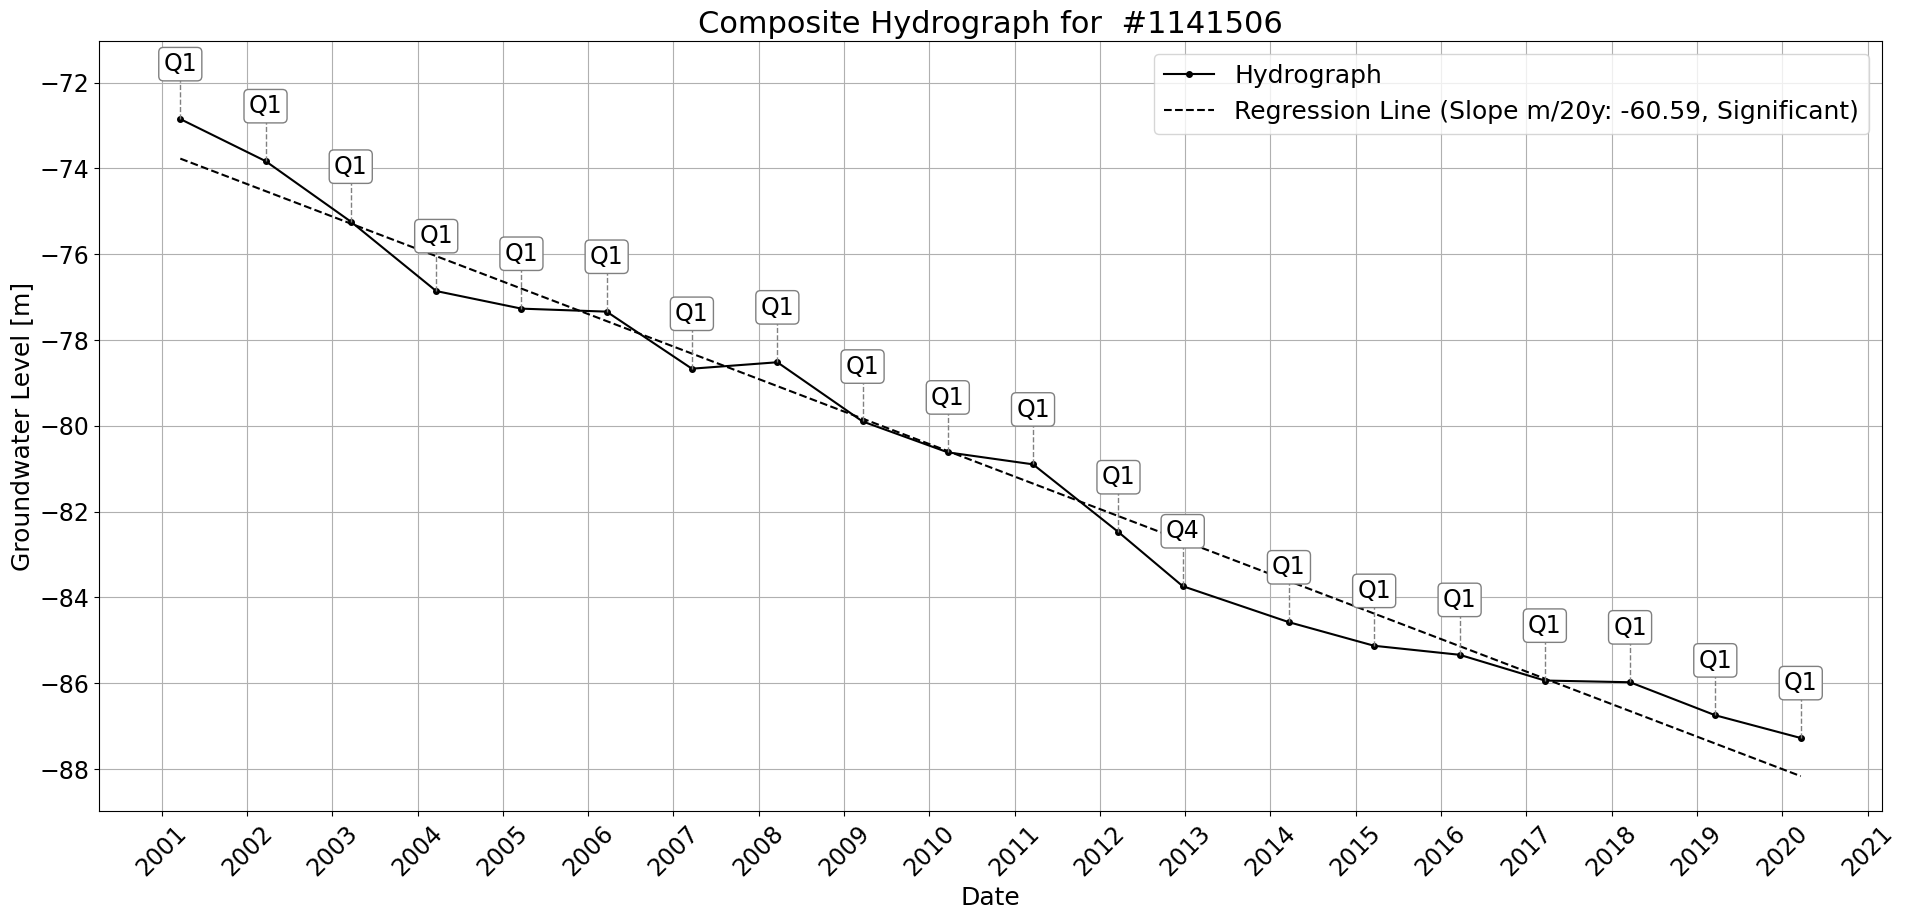 Composite Hydrograph for  #1141506
Hydrograph
Regression Line (Slope m/20y: -60.59, Significant)
Groundwater Level [m]
−72
−74
−76
−78
−80
−82
−84
−86
−88
Q1
Q1
Q1
Q1
Q1
Q1
Q1
Q1
Q1
Q1
Q1
Q1
Q4
Q1
Q1
Q1
Q1
Q1
Q1
Q1
2001
2002
2003
2004
2005
2006
2007
2008
2009
2010
2011
2012
2013
2014
2015
2016
2017
2018
2019
2020
2021
Date